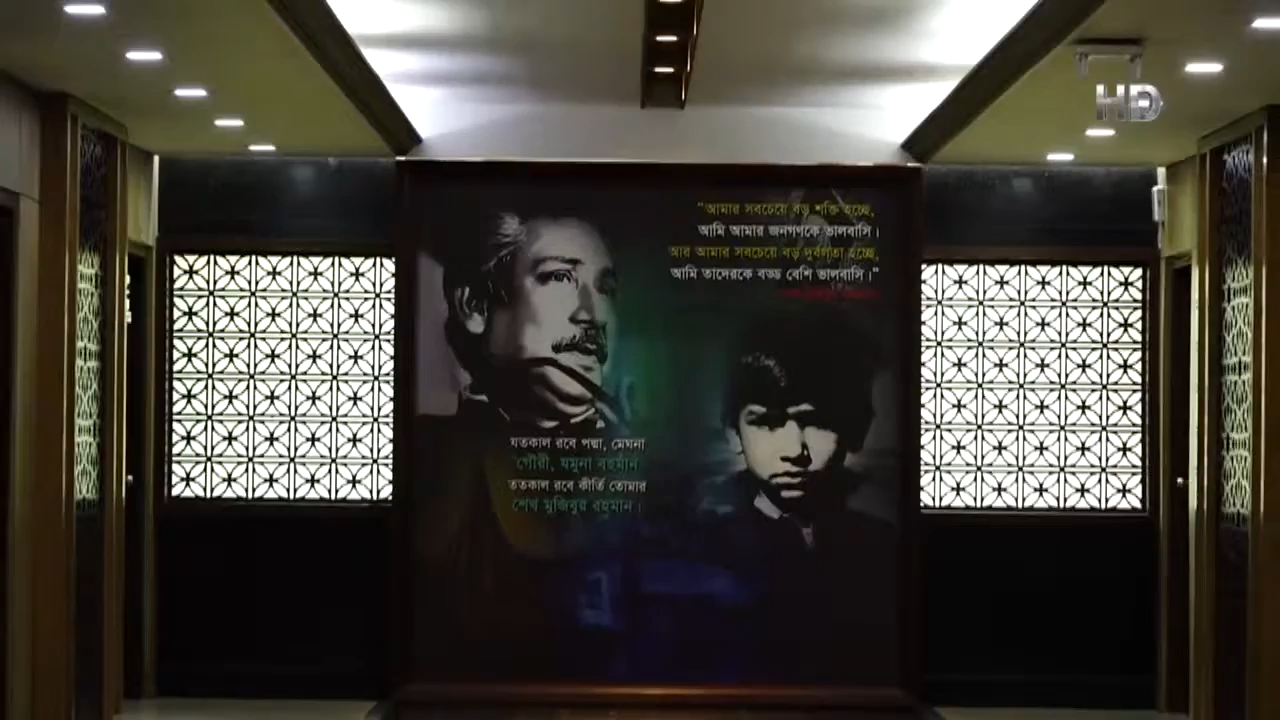 HD
"আমার সবচেয়ে বড় শক্তি হচ্ছে,
আমি আমার জনগণকে ভালবাসি।
আর আমার সবচেয়ে বড় দুর্বলতা হচ্ছে,
আমি তাদেরকে বড্ড বেশি ভালবাসি।"
যতকাল রবে পদ্মা, মেঘনা
গৌরী, যমুনা বহমান
ততকাল রবে কীর্তি তোমার
শেখ মুজিবুর রহমান।